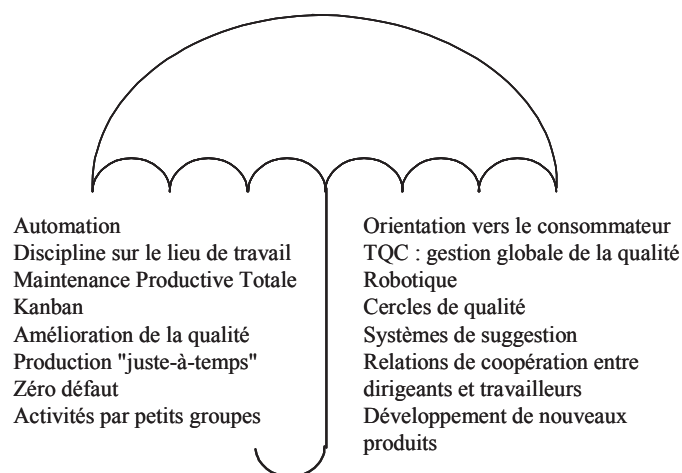 Automation
Discipline sur le lieu de travail
Maintenance Productive Totale
Kanban
Amélioration de la qualité
Production "juste-à-temps"
Zéro défaut
Activités par petits groupes
Orientation vers le consommateur
TQC : gestion globale de la qualité
Robotique
Cercles de qualité
Systèmes de suggestion
Relations de coopération entre
dirigeants et travailleurs
Développement de nouveaux
produits